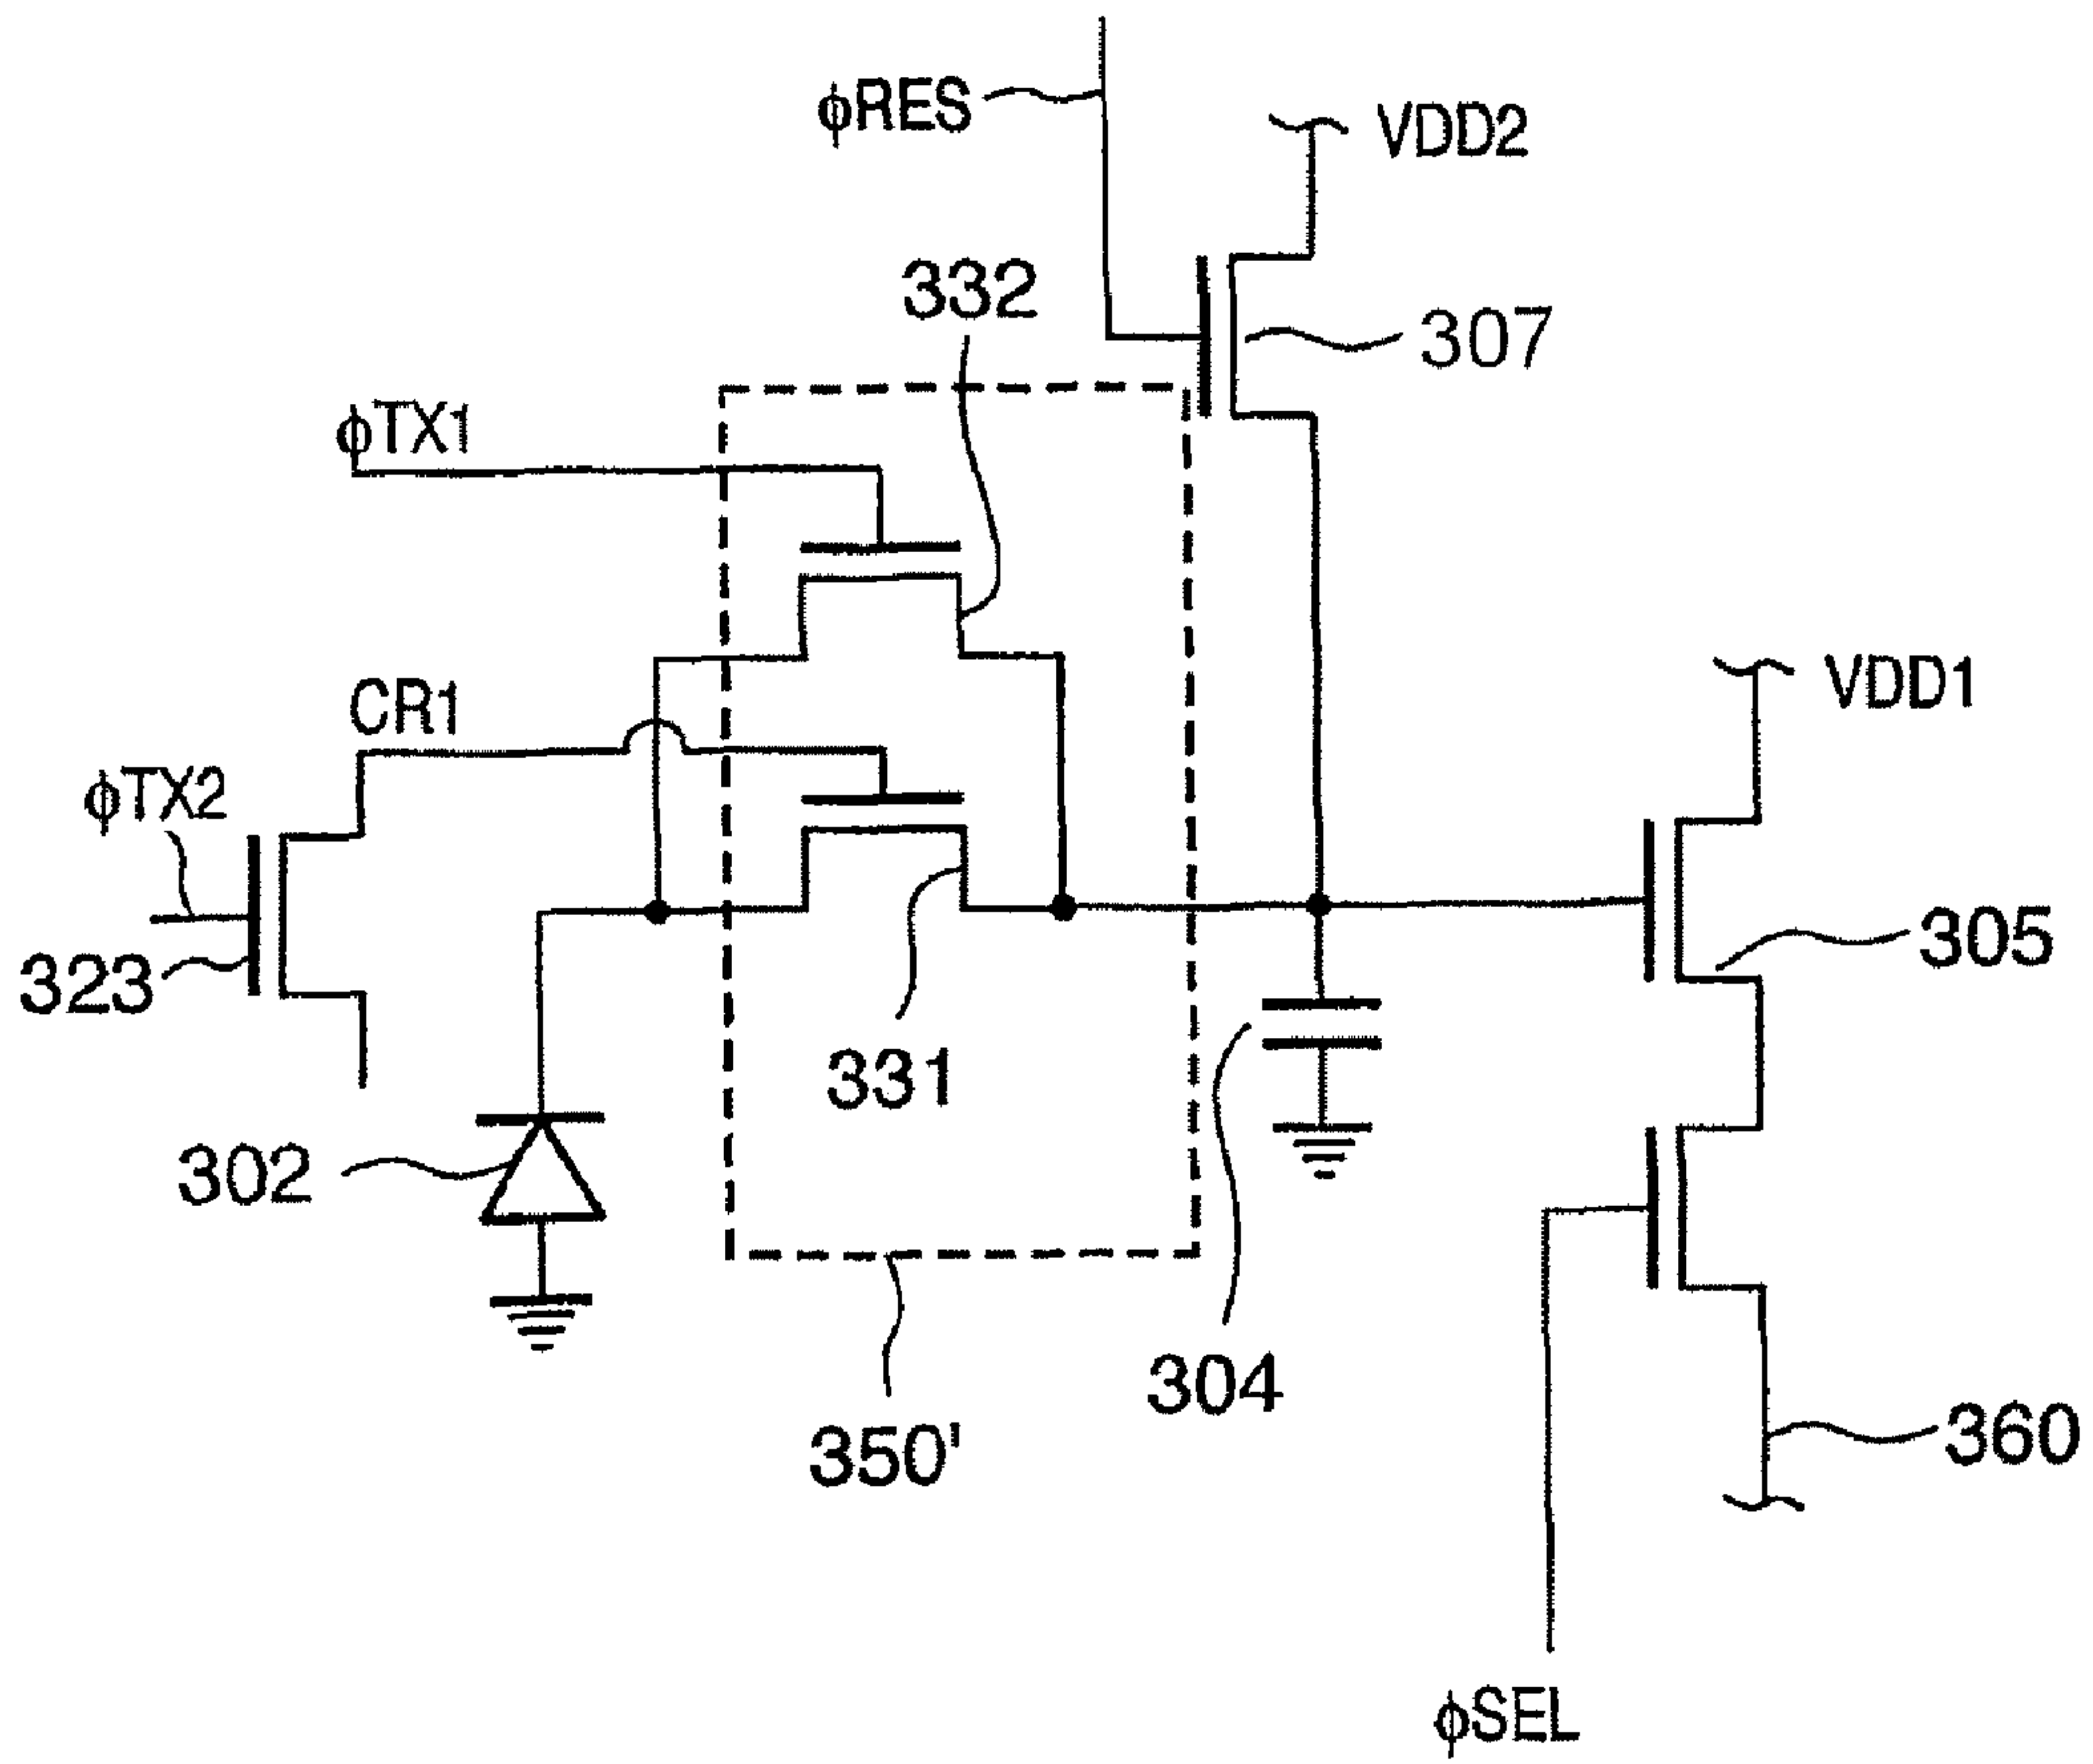 ϕRES
VDD2
332
307
ϕTX1
VDD1
CR1
ϕTX2
305
323
331
302
304
350'
360
ϕSEL